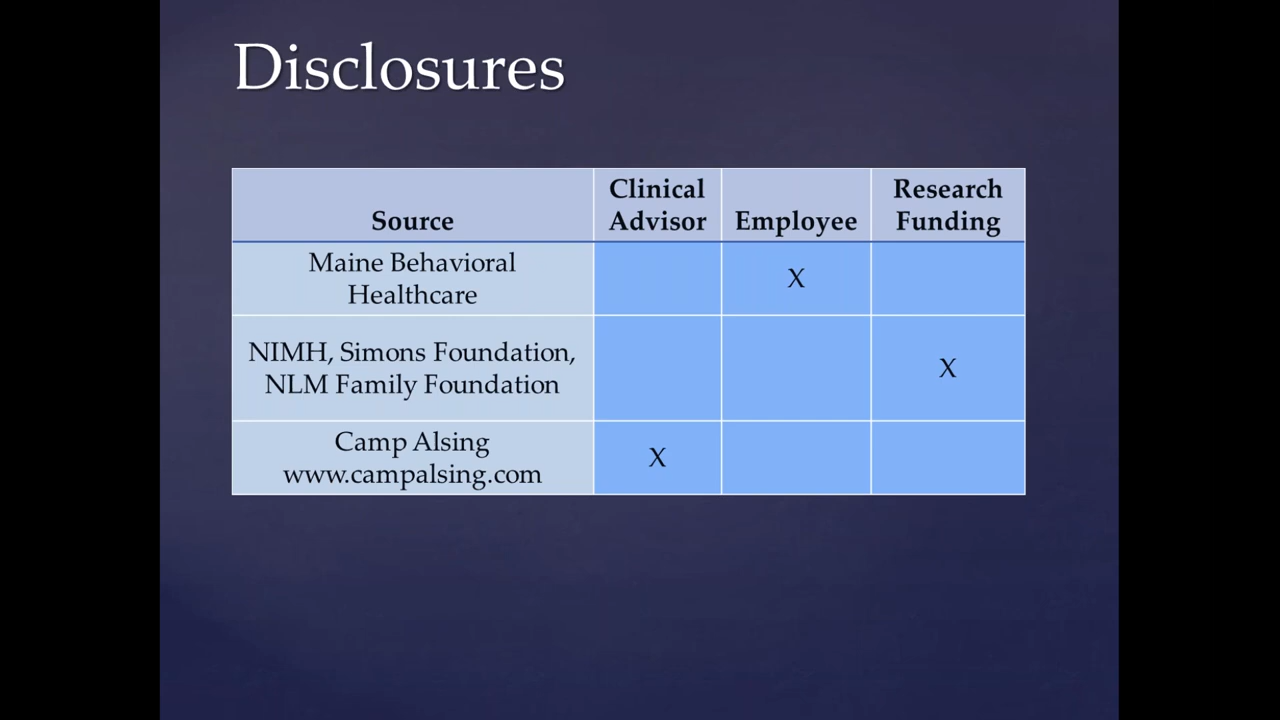 Disclosures
Clinical
Research
Source
Advisor
Employee
Funding
Maine Behavioral
Healthcare
X
NIMH, Simons Foundation,
NLM Family Foundation
X
Camp Alsing
www.campalsing.com
X